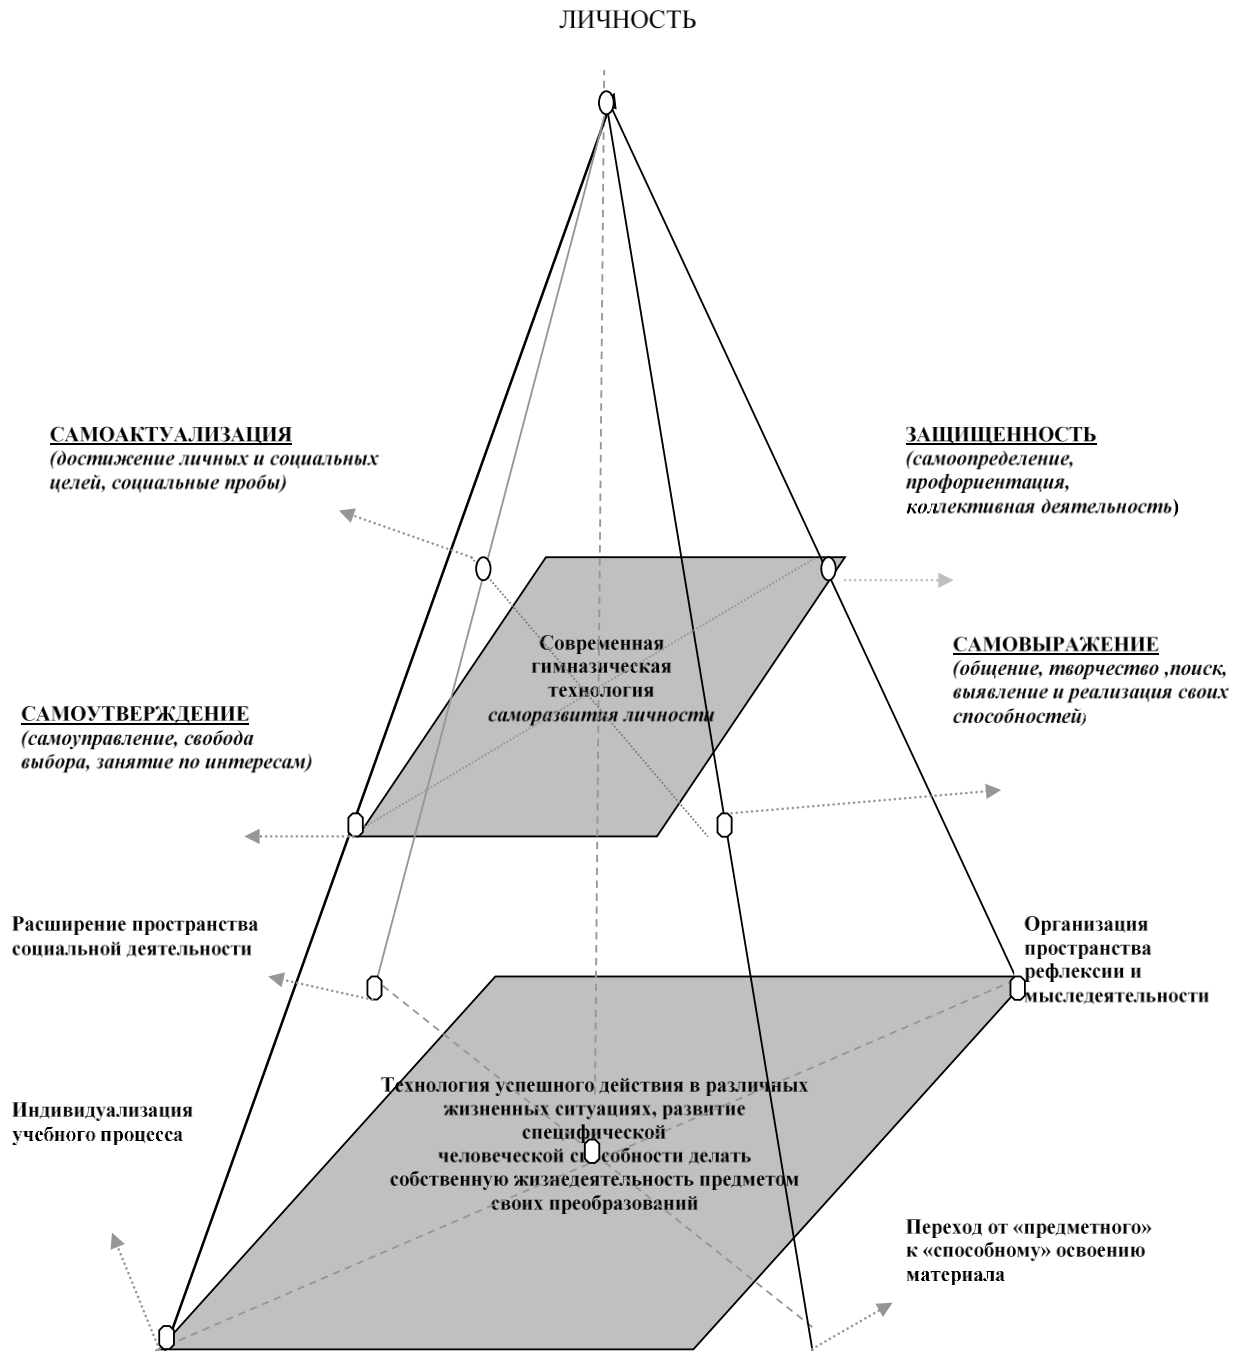 ЛИЧНОСТЬ
САМОАКТУАЛИЗАЦИЯ
(достижение личных и социальных
целей, социальные пробы)
ЗАЩИЩЕННОСТЬ
(самоопределение,
профориентация,
коллективная деятельность)
Современная
гимназическая
технология
саморазвития личности
САМОВЫРАЖЕНИЕ
(общение, творчество ,поиск,
выявление и реализация своих
способностей)
САМОУТВЕРЖДЕНИЕ
(самоуправление, свобода
выбора, занятие по интересам)
Расширение пространства
социальной деятельности
Организация
пространства
рефлексии и
мыследеятельности
Технология успешного действия в различных
жизненных ситуациях, развитие
специфической
человеческой способности делать
собственную жизнедеятельность предметом
своих преобразований
Индивидуализация
учебного процесса
Переход от «предметного»
к «способному» освоению
материала